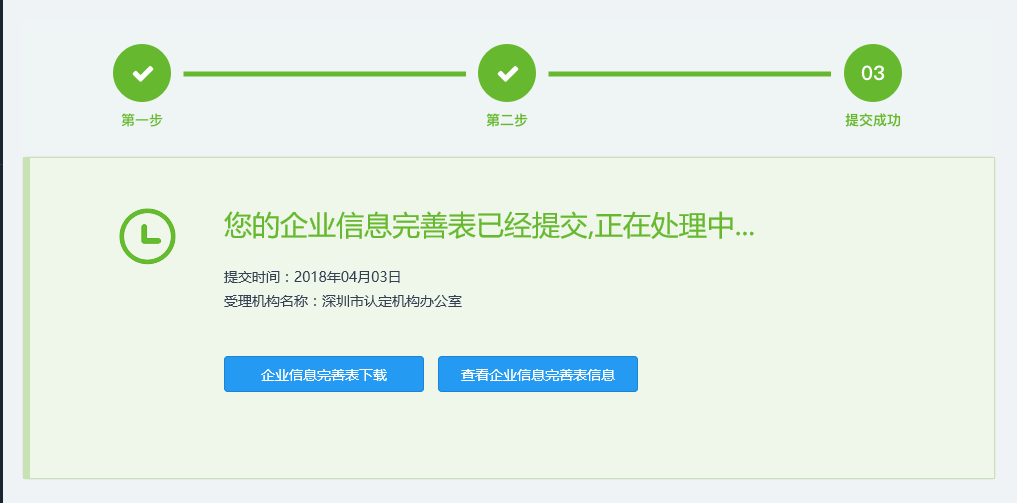 03
第一步
第二步
提交成功
您的企业信息完善表已经提交,正在处理中...
提交时间：2018年04月03日
受理机构名称：深圳市认定机构办公室
企业信息完善表下载
查看企业信息完善表信息